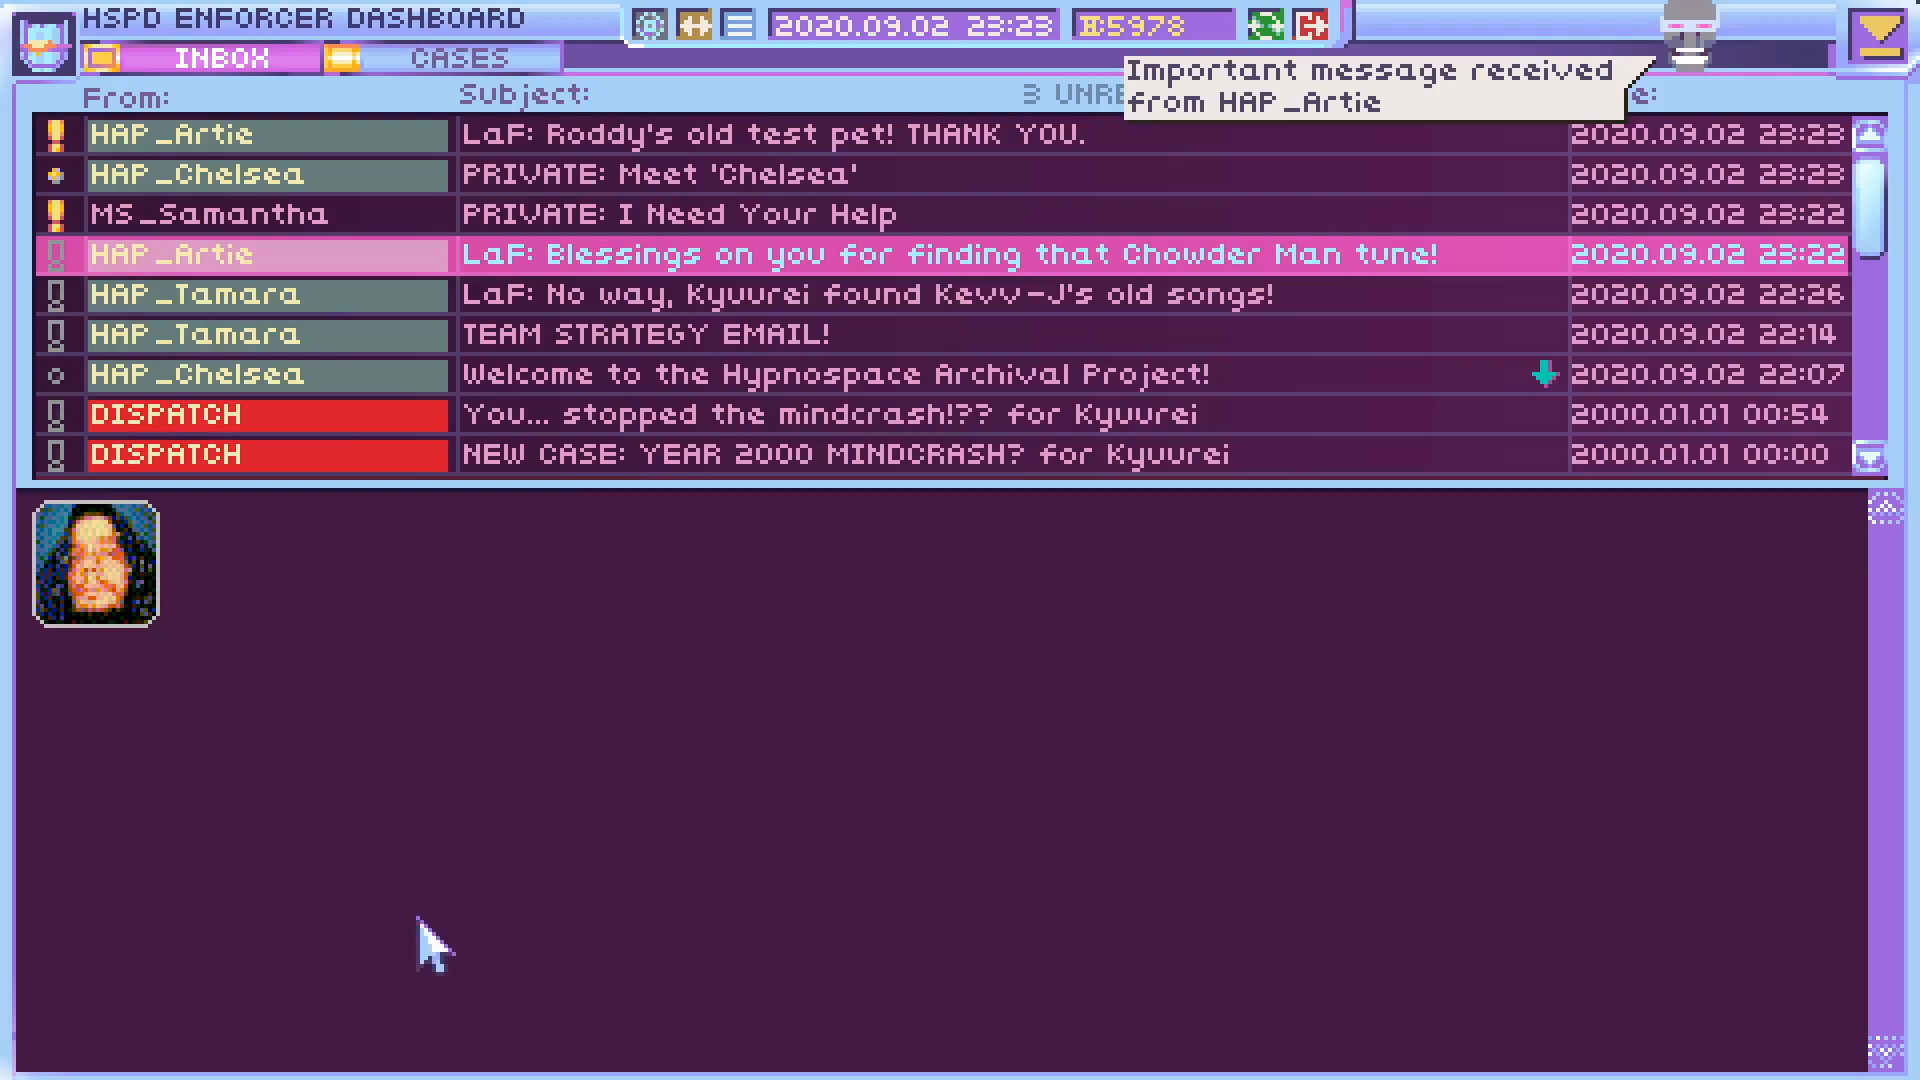 HSPD ENFORCER DASHBOARD
2020.09.02 23:23
ID5978
INBOX
CASES
Important message received
from HAP_Artie
From:
Subject:
3
HAP_Artie LaF: Roddy's old test pet! THANK YOU. 2020.09.02 23:23
HAP_Chelsea PRIVATE: Meet 'Chelsea' 2020.09.02 23:23
MS_Samantha PRIVATE: I Need Your Help 2020.09.02 23:22
HAP_Artie LaF: Blessings on you for finding that Chowder Man tune! 2020.09.02 23:22
HAP_Tamara LaF: No way, Kyuurei found Kevv-J's old songs! 2020.09.02 22:26
HAP_Tamara TEAM STRATEGY EMAIL! 2020.09.02 22:14
HAP_Chelsea Welcome to the Hypnospace Archival Project! 2020.09.02 22:07
DISPATCH You... stopped the mindcrash!?? for Kyuurei 2000.01.01 00:54
DISPATCH NEW CASE: YEAR 2000 MINDCRASH? for Kyuurei 2000.01.01 00:00